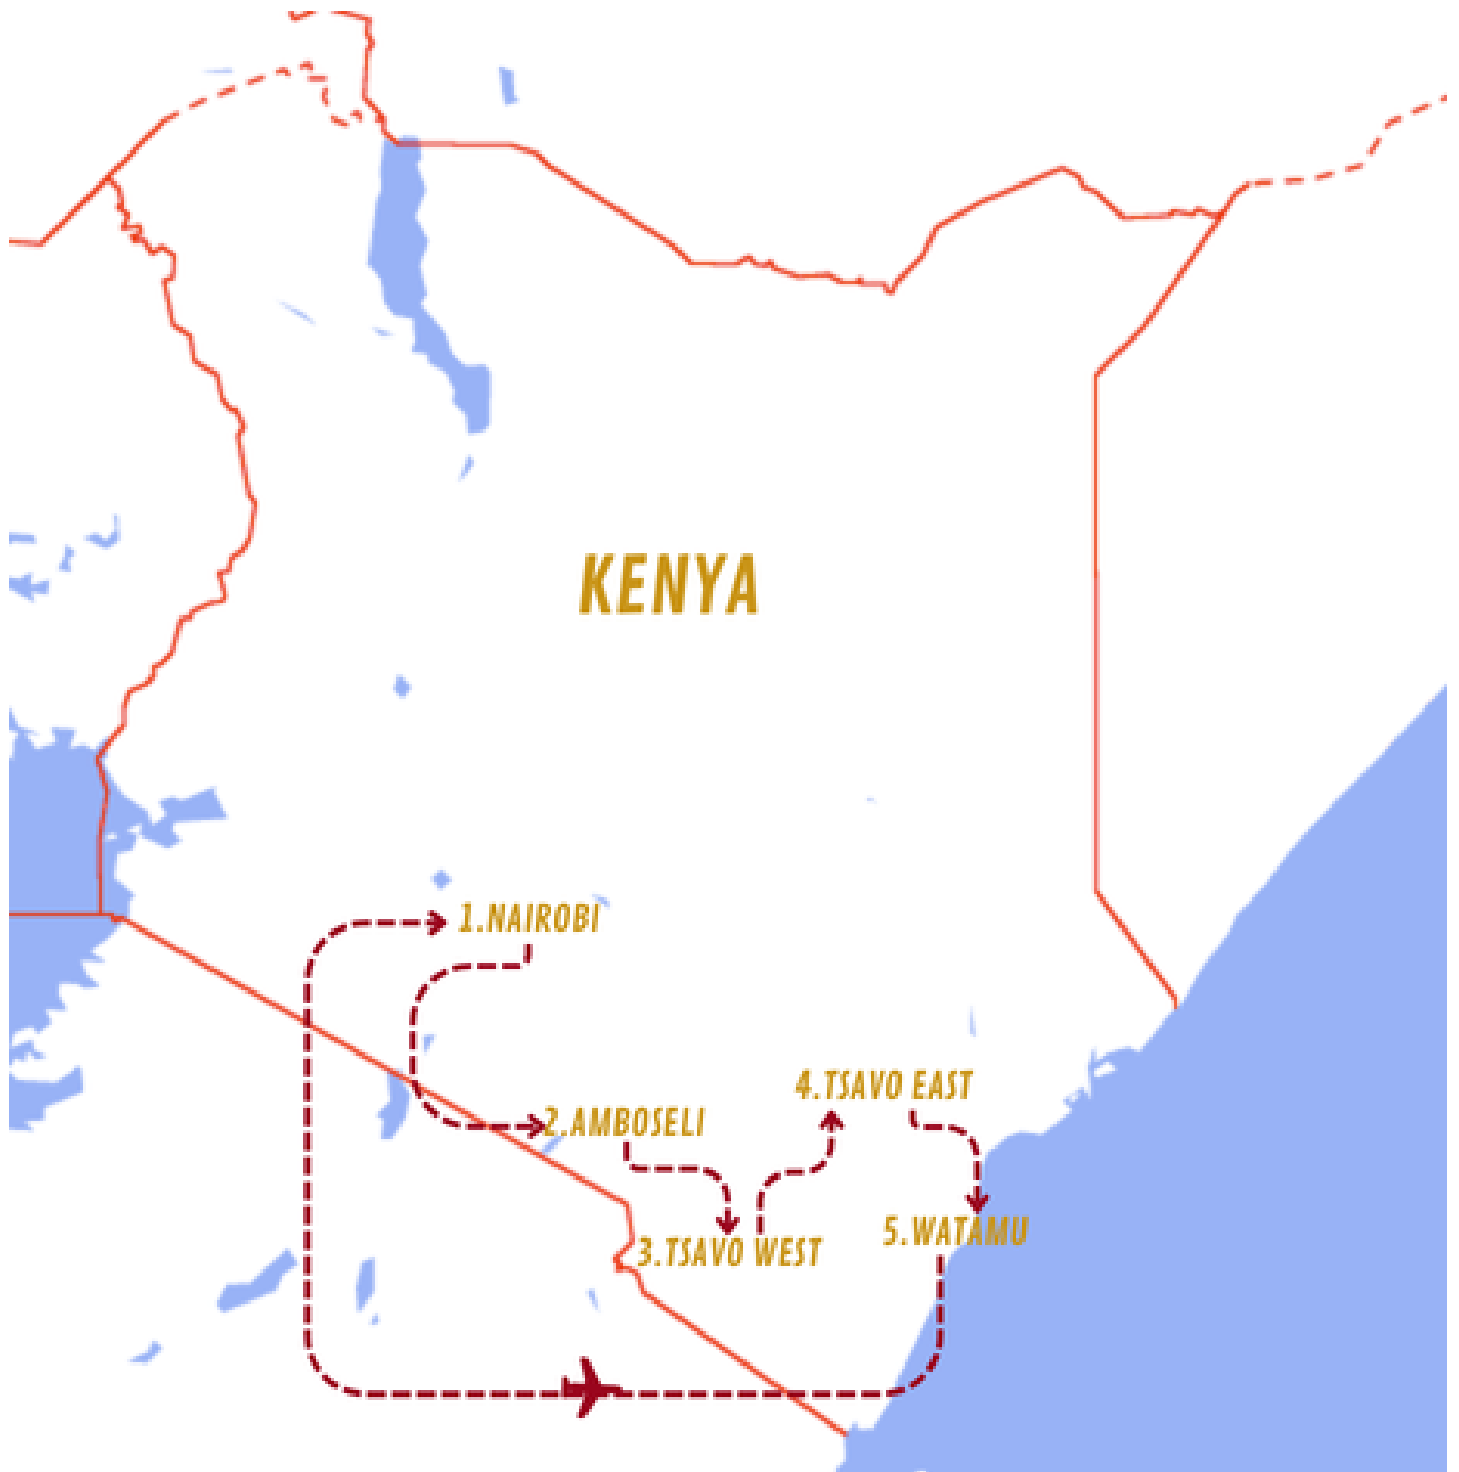 KENYA
1.NAIROBI
4.TSAVO EAST
2.AMBOSELI
5.WATAMU
3.TSAVO WEST